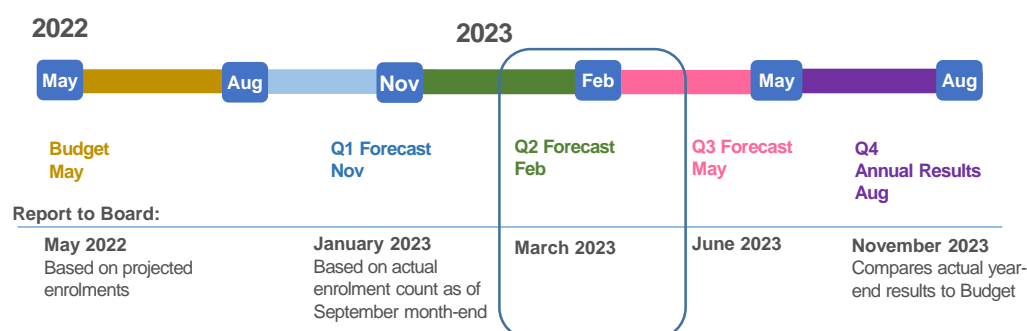 2022
2023
May
Aug
Nov
Feb
May
Aug
Budget
May
Q1 Forecast
Nov
Q2 Forecast
Feb
Q3 Forecast
May
Q4
Annual Results
Aug
Report to Board:
May 2022
Based on projected
enrolments
January 2023
Based on actual
enrolment count as of
September month-end
March 2023
June 2023
November 2023
Compares actual year-
end results to Budget